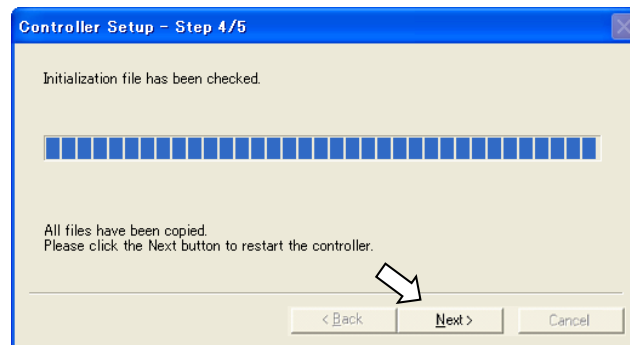 Controller Setup - Step 4/5
Initialization file has been checked.
All files have been copied.
Please click the Next button to restart the controller.
< Back
Next >
Cancel